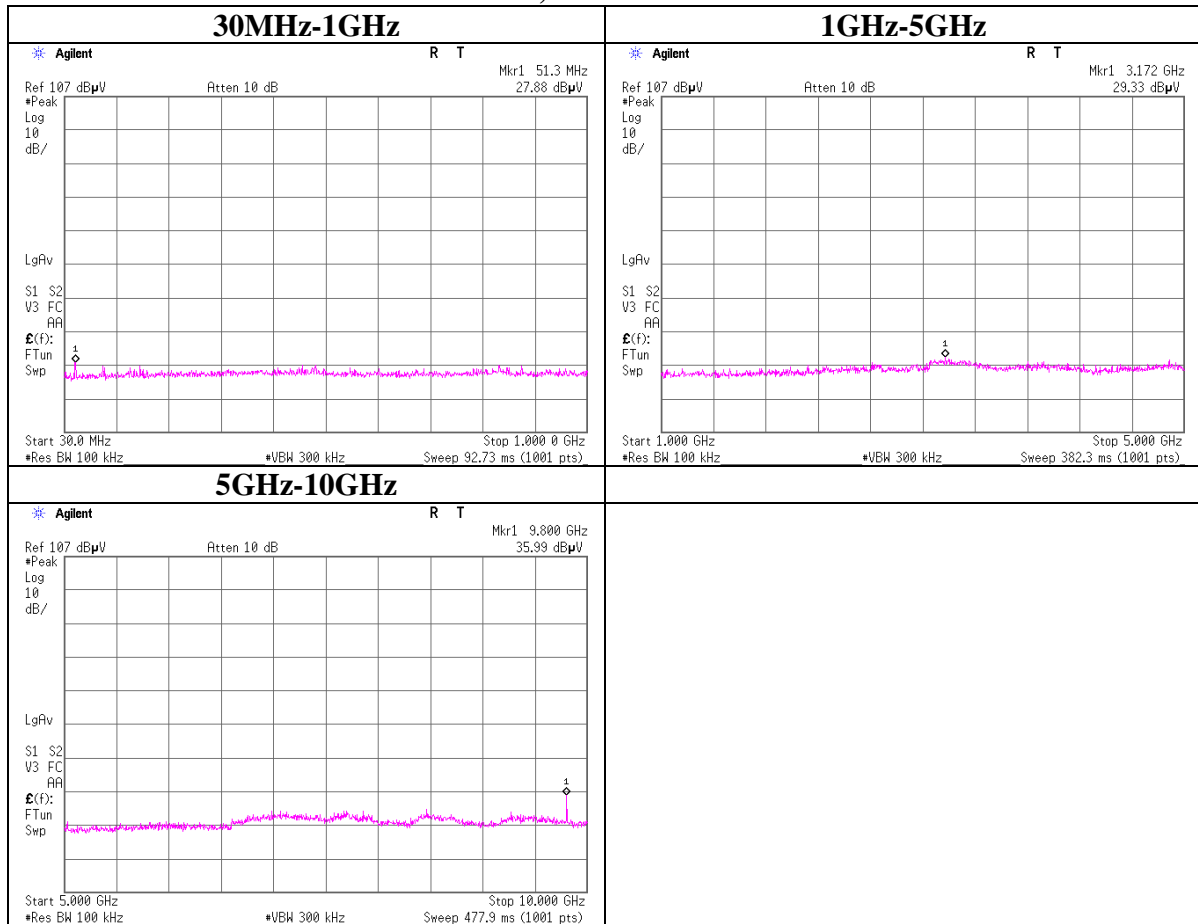 30MHz-1GHz
Agilent
R T
Mkr1 51.3 MHz
Ref 107 dBµV
Atten 10 dB
27.88 dBµV
#Peak
Log
10
dB/
LgAv
S1 S2
V3 FC
AA
£(f):
FTun
Swp
1
Start 30.0 MHz
Stop 1.000 0 GHz
#Res BW 100 kHz
#VBW 300 kHz
Sweep 92.73 ms (1001 pts)
1GHz-5GHz
Agilent
R T
Mkr1 3.172 GHz
Ref 107 dBµV
Atten 10 dB
29.33 dBµV
#Peak
Log
10
dB/
LgAv
S1 S2
V3 FC
AA
£(f):
FTun
Swp
1
Start 1.000 GHz
Stop 5.000 GHz
#Res BW 100 kHz
#VBW 300 kHz
Sweep 382.3 ms (1001 pts)
5GHz-10GHz
Agilent
R T
Mkr1 9.800 GHz
Ref 107 dBµV
Atten 10 dB
35.99 dBµV
#Peak
Log
10
dB/
LgAv
S1 S2
V3 FC
AA
£(f):
FTun
Swp
1
Start 5.000 GHz
Stop 10.000 GHz
#Res BW 100 kHz
#VBW 300 kHz
Sweep 477.9 ms (1001 pts)